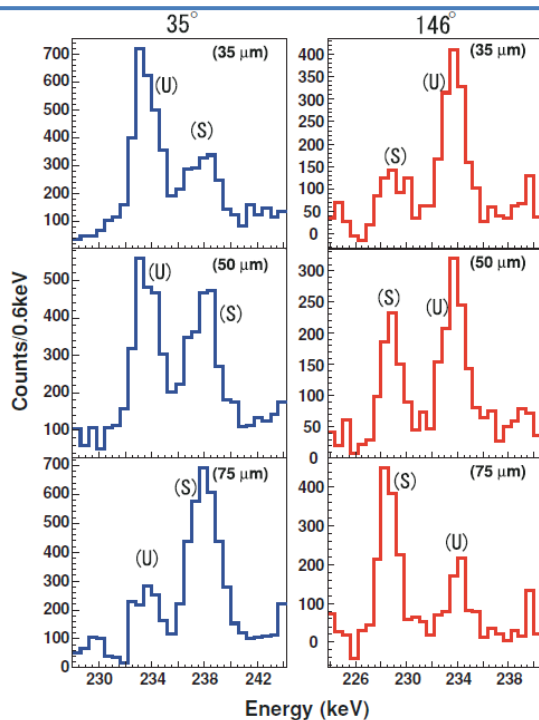 35° 146°
(35 μm) (35 μm)
700 600 500 400 300 200 100
(U) (S)
400 350 300 250 200 150 100 50 0
(U) (S)
(50 μm) (50 μm)
500 400 300 200 100
(U) (S)
300 250 200 150 100 50 0
(S) (U)
(75 μm) (75 μm)
700 600 500 400 300 200 100 0
(S) (U)
400 300 200 100 0
(S) (U)
Counts/0.6keV
230 234 238 242
226 230 234 238
Energy (keV)